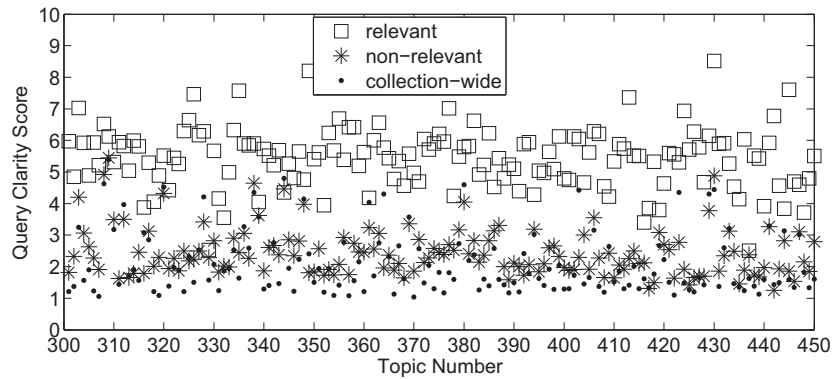 10
9
8
7
6
5
4
3
2
1
0
Query Clarity Score
relevant
non−relevant
collection−wide
300 310 320 330 340 350 360 370 380 390 400 410 420 430 440 450
Topic Number